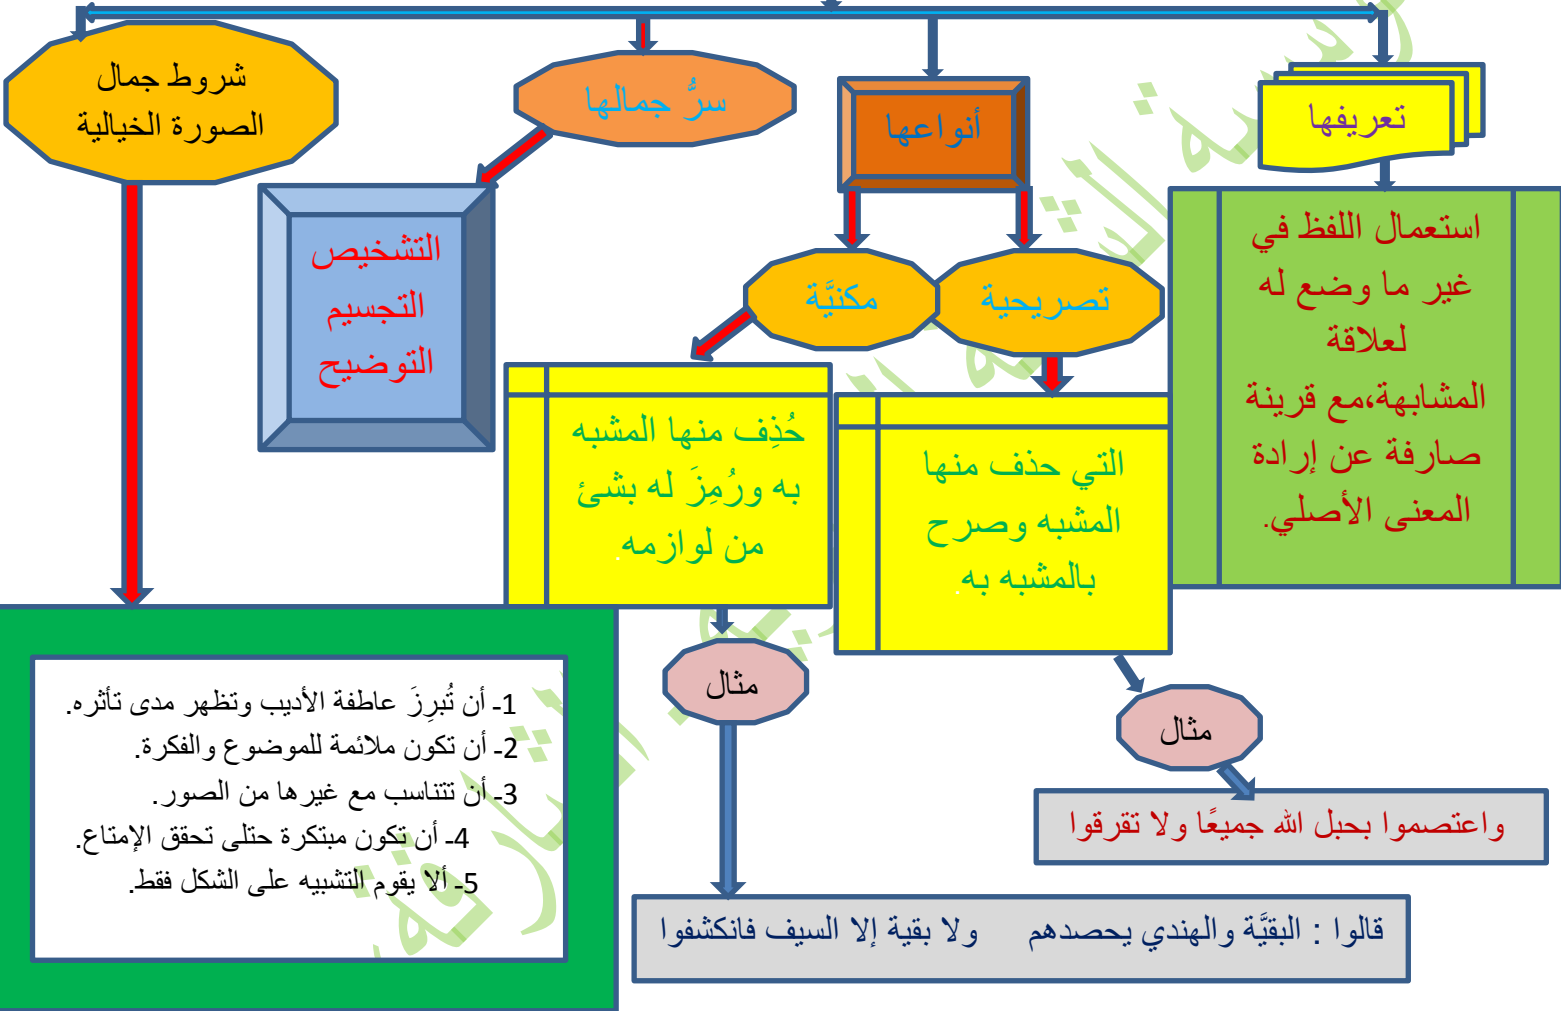 تعريفها
استعمال اللفظ في
غير ما وضع له
لعلاقة
المشابهة،مع قرينة
صارفة عن إرادة
المعنى الأصلي.
أنواعها
تصريحية
التي حذف منها
المشبه وصرح
بالمشبه به.
مثال
واعتصموا بحبل الله جميعًا ولا تقرقوا
مكنيَّة
حُذِف منها المشبه
به ورُمِزَ له بشئ
من لوازمه.
مثال
قالوا : البقيَّة والهندي يحصدهم ولا بقية إلا السيف فانكشفوا
سرُّ جمالها
التشخيص
التجسيم
التوضيح
شروط جمال
الصورة الخيالية
1- أن تُبرِزَ عاطفة الأديب وتظهر مدى تأثره.
2- أن تكون ملائمة للموضوع والفكرة.
3- أن تتناسب مع غيرها من الصور.
4- أن تكون مبتكرة حتلى تحقق الإمتاع.
5- ألا يقوم التشبيه على الشكل فقط.